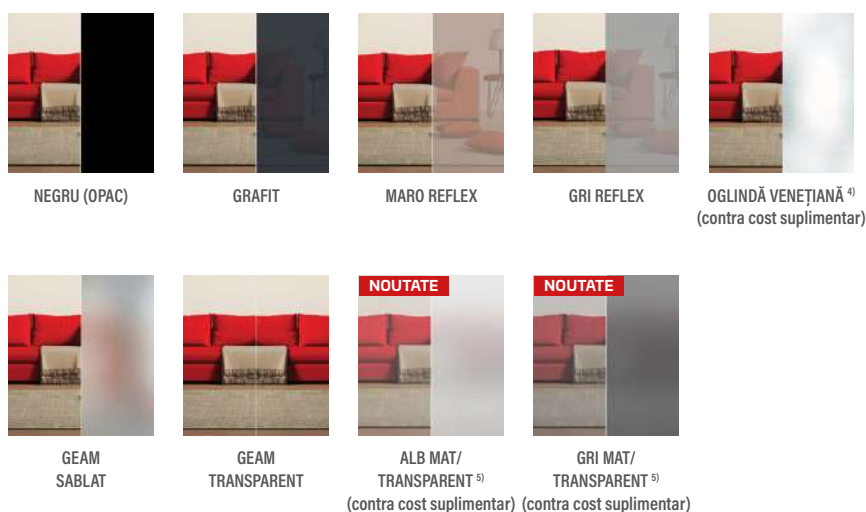 NEGRU (OPAC)
GRAFIT
MARO REFLEX
GRI REFLEX
OGLINDĂ VENEȚIANĂ 4)
(contra cost suplimentar)
NOUTATE
NOUTATE
GEAM
SABLAT
GEAM
TRANSPARENT
ALB MAT/
TRANSPARENT 5)
(contra cost suplimentar)
GRI MAT/
TRANSPARENT 5)
(contra cost suplimentar)